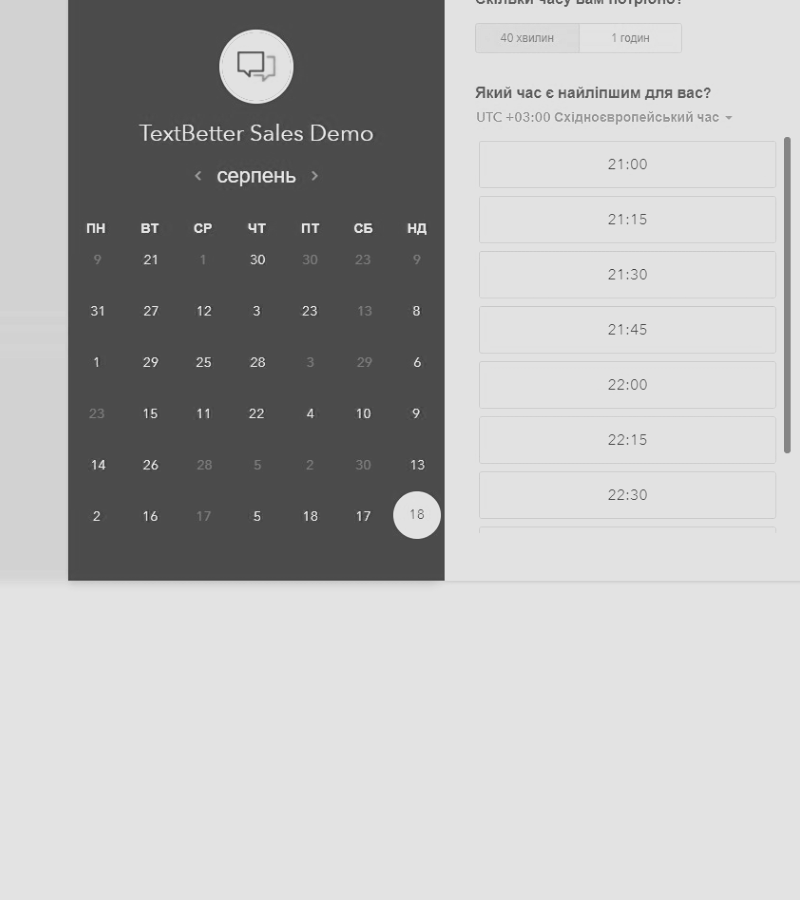 Скільки часу вам потрібно?
40 хвилин 1 годин
TextBetter Sales Demo
серпень
ПН ВТ СР ЧТ ПТ СБ НД
9 21 1 30 30 23 9
31 27 12 3 23 13 8
1 29 25 28 3 29 6
23 15 11 22 4 10 9
14 26 28 5 2 30 13
2 16 17 5 18 17 18
Який час є найліпшим для вас?
UTC +03:00 Східноєвропейський час
21:00
21:15
21:30
21:45
22:00
22:15
22:30